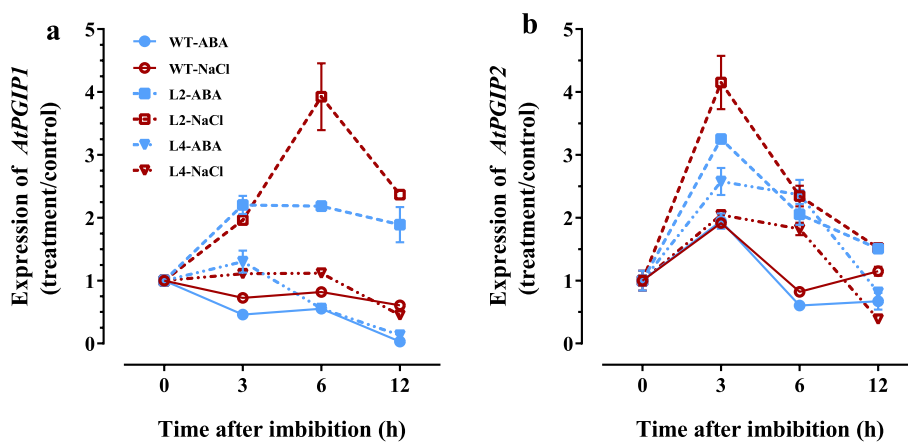 a
5
4
3
2
1
0
Expression of AtPGIP1
(treatment/control)
WT-ABA
WT-NaCl
L2-ABA
L2-NaCl
L4-ABA
L4-NaCl
0 3 6 12
Time after imbibition (h)
b
5
4
3
2
1
0
Expression of AtPGIP2
(treatment/control)
0 3 6 12
Time after imbibition (h)